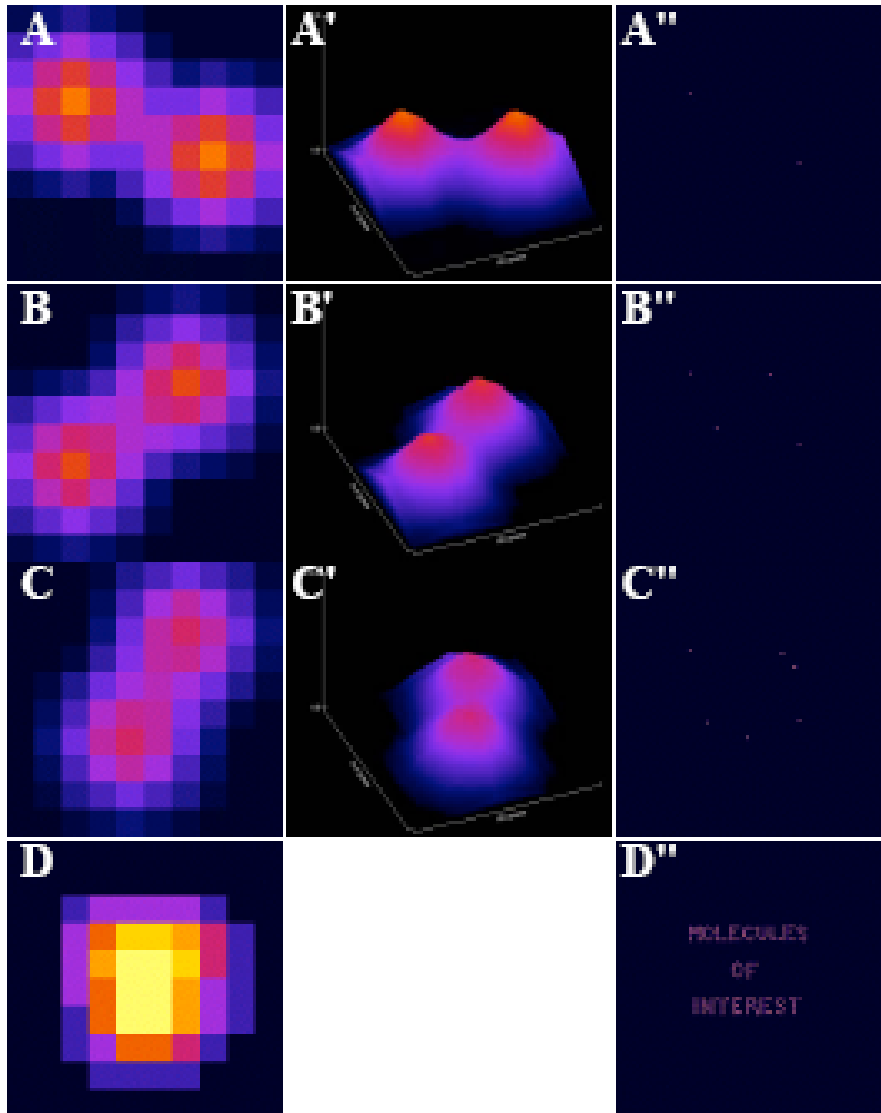 A A' A"
B B' B"
C C' C"
D D"
MOLECULES
OF
INTEREST